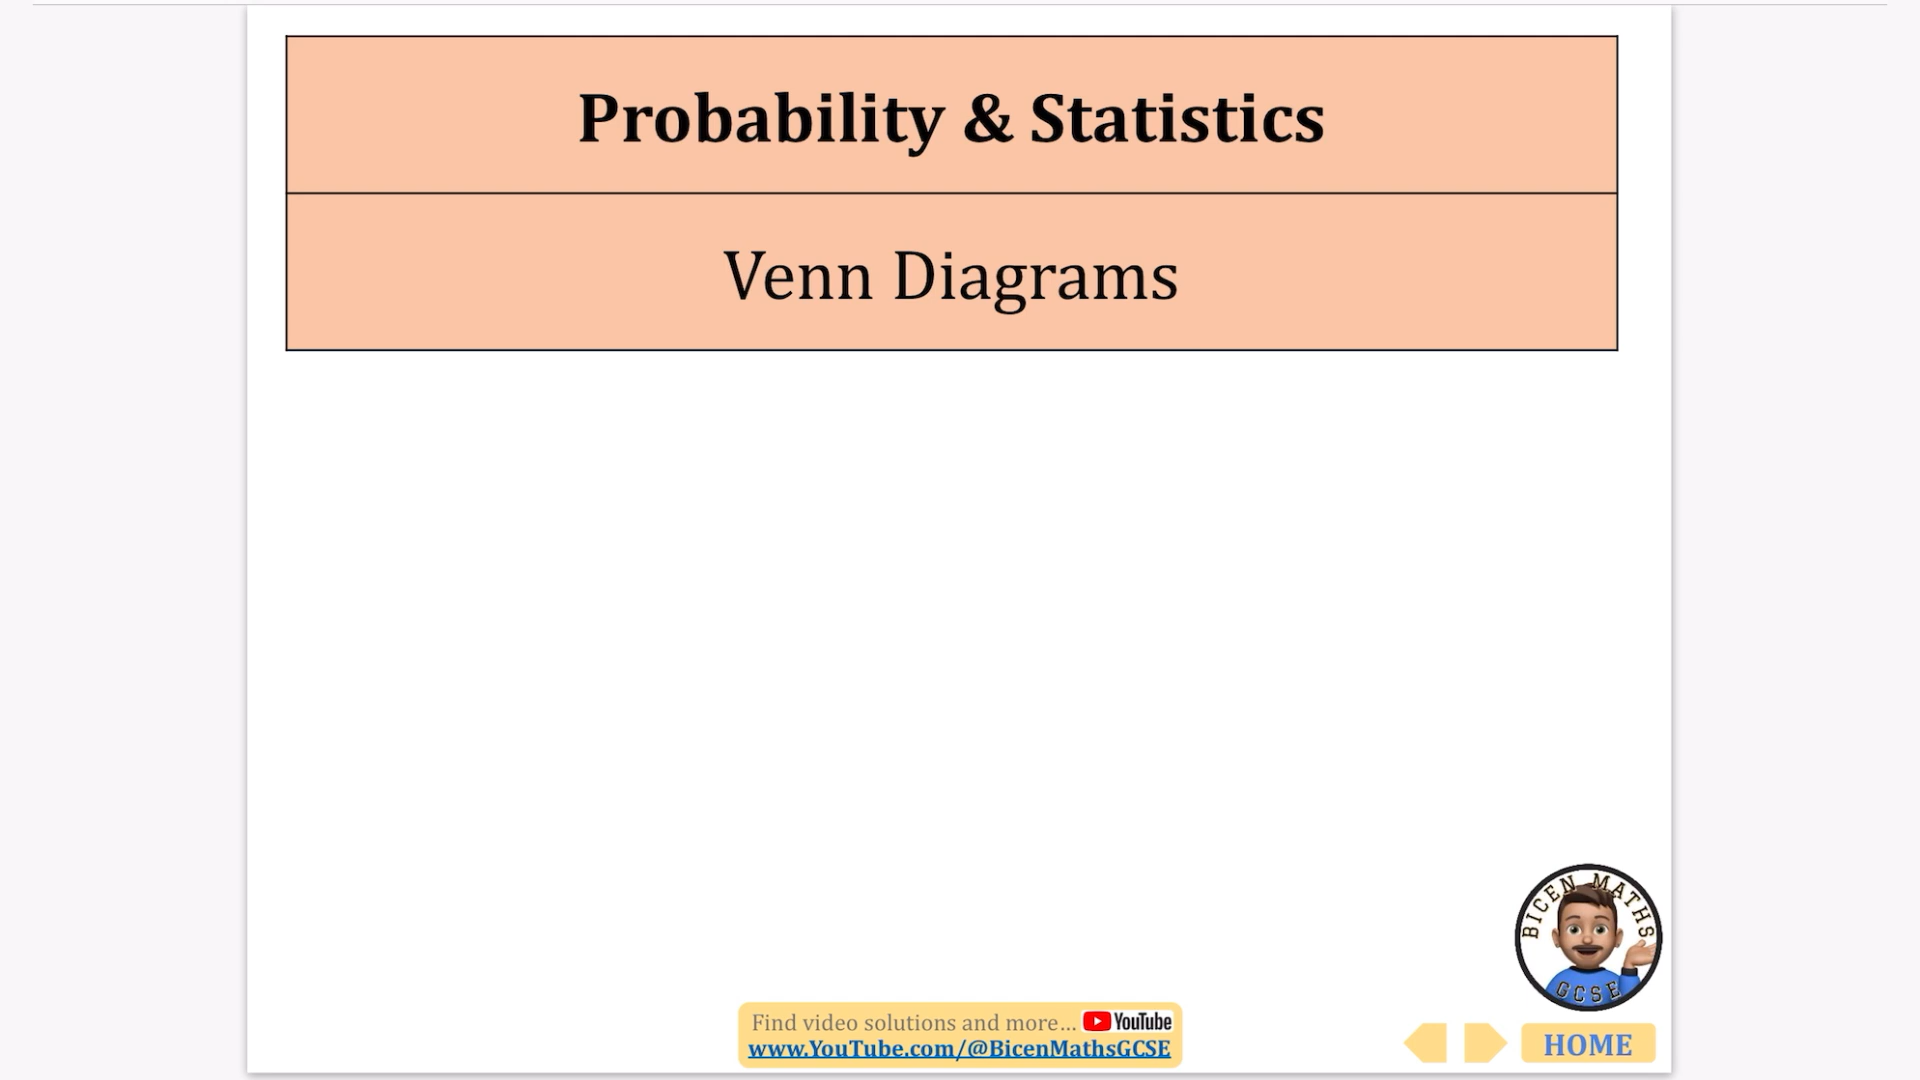 Probability & Statistics
Venn Diagrams
BICEN MATHS
GCSE
Find video solutions and more... YouTube
www.YouTube.com/@BicenMathsGCSE
HOME